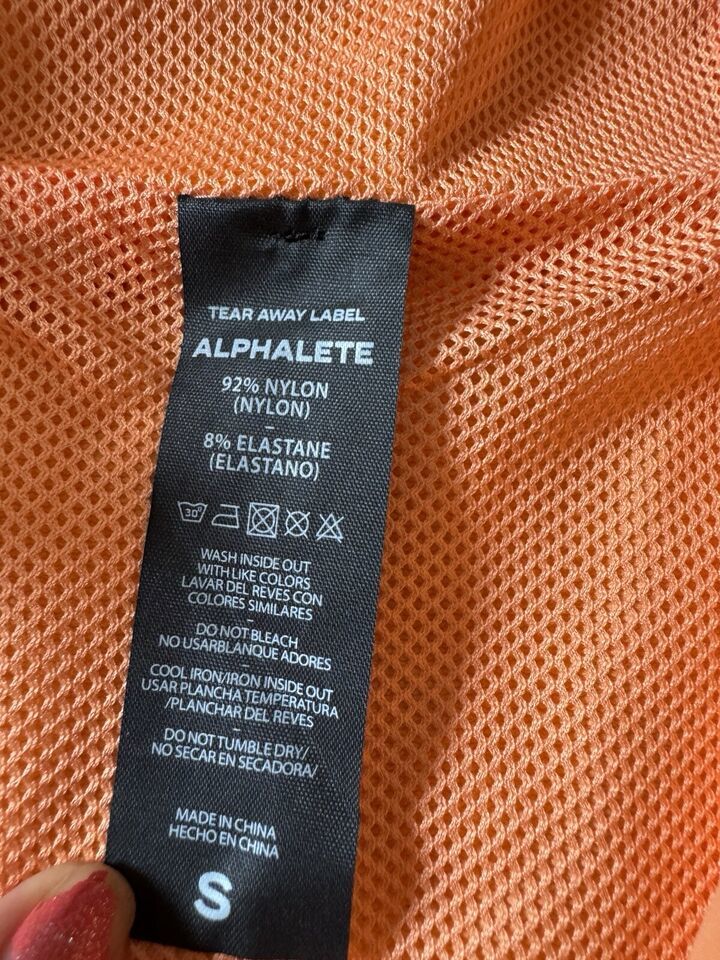 TEAR AWAY LABEL
ALPHALETE
92% NYLON
(NYLON)
–
8% ELASTANE
(ELASTANO)
30°
WASH INSIDE OUT
WITH LIKE COLORS
LAVAR DEL REVES CON
COLORES SIMILARES
–
DO NOT BLEACH
NO USARBLANQUE ADORES
–
COOL IRON/IRON INSIDE OUT
USAR PLANCHA TEMPERATURA
/PLANCHAR DEL REVES
–
DO NOT TUMBLE DRY/
NO SECAR EN SECADORA/
MADE IN CHINA
HECHO EN CHINA
S